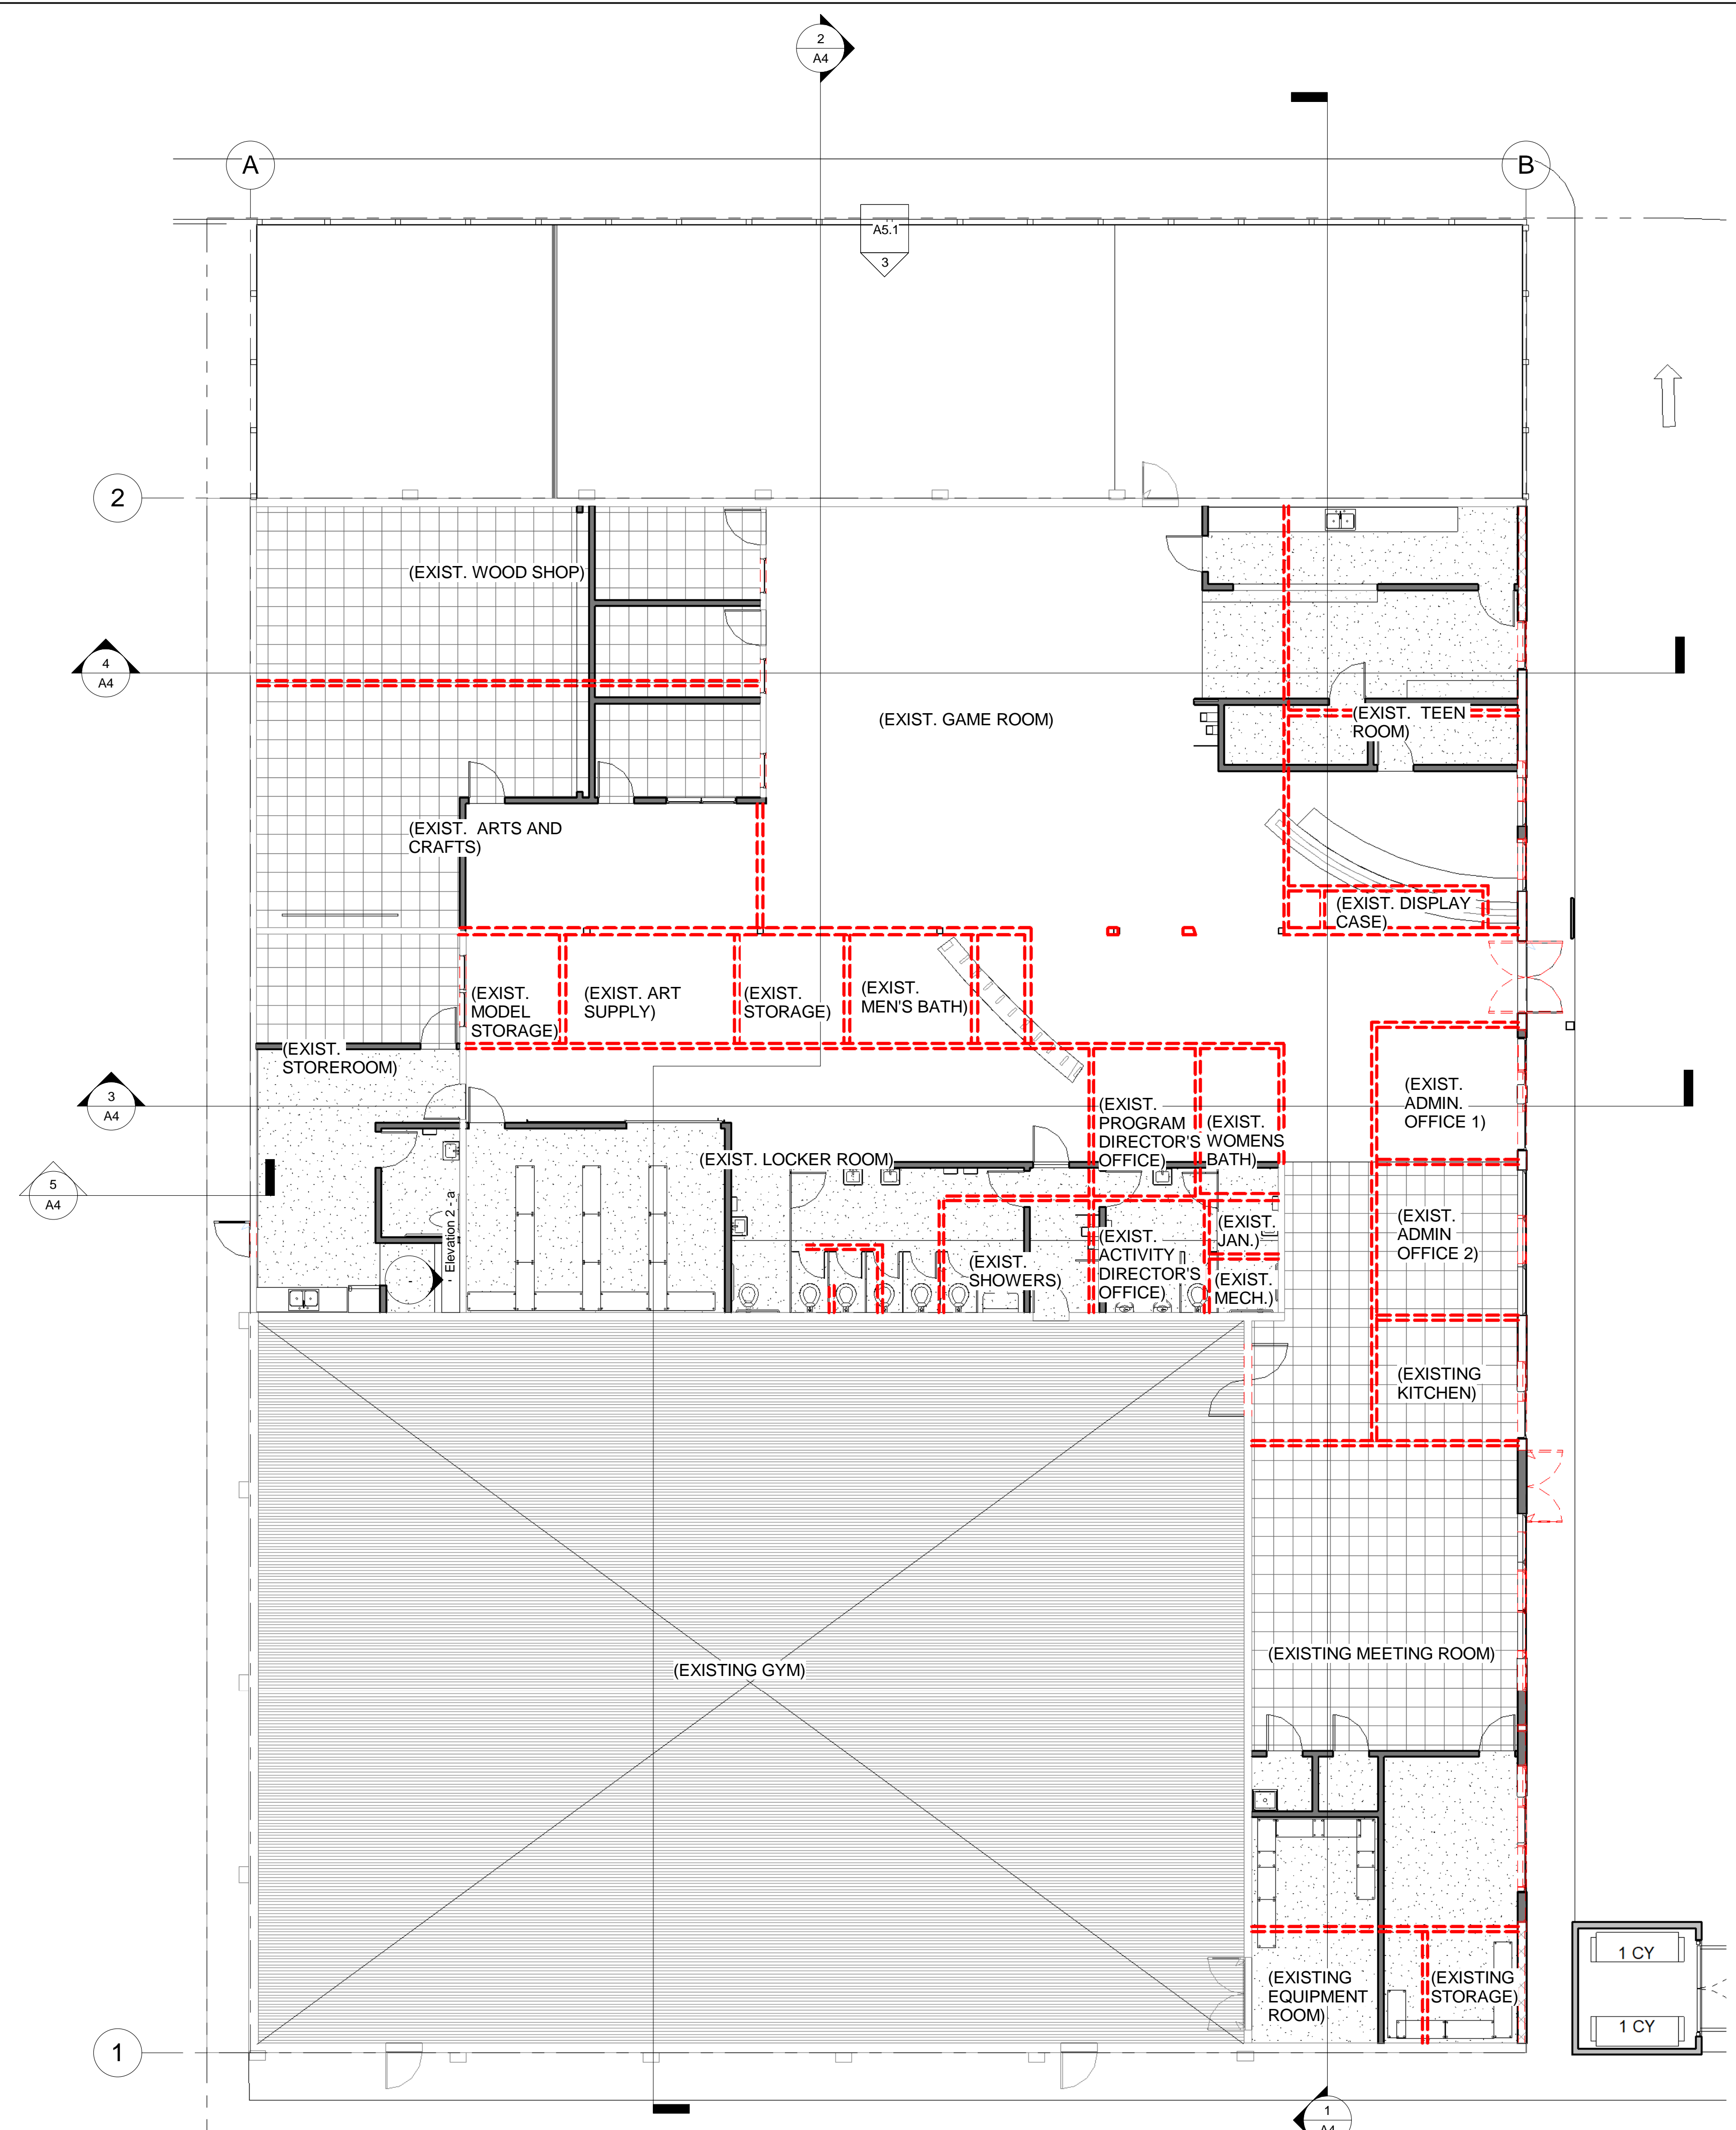 2
A4
A
B
A5.1
3
2
(EXIST. WOOD SHOP)
4
A4
(EXIST. GAME ROOM)
(EXIST. TEEN
ROOM)
(EXIST. ARTS AND
CRAFTS)
(EXIST. DISPLAY
CASE)
(EXIST.
MODEL
STORAGE)
(EXIST. ART
SUPPLY)
(EXIST.
STORAGE)
(EXIST.
MEN'S BATH)
(EXIST.
STOREROOM)
3
A4
(EXIST.
PROGRAM
DIRECTOR'S
OFFICE)
(EXIST.
WOMENS
BATH)
(EXIST.
ADMIN.
OFFICE 1)
(EXIST. LOCKER ROOM)
5
A4
Elevation 2 - a
-
-
(EXIST.
SHOWERS)
(EXIST.
ACTIVITY
DIRECTOR'S
OFFICE)
(EXIST.
JAN.)
(EXIST.
MECH.)
(EXIST.
ADMIN
OFFICE 2)
(EXISTING
KITCHEN)
(EXISTING GYM)
(EXISTING MEETING ROOM)
(EXISTING
EQUIPMENT
ROOM)
(EXISTING
STORAGE)
1 CY
1 CY
1
1
A4